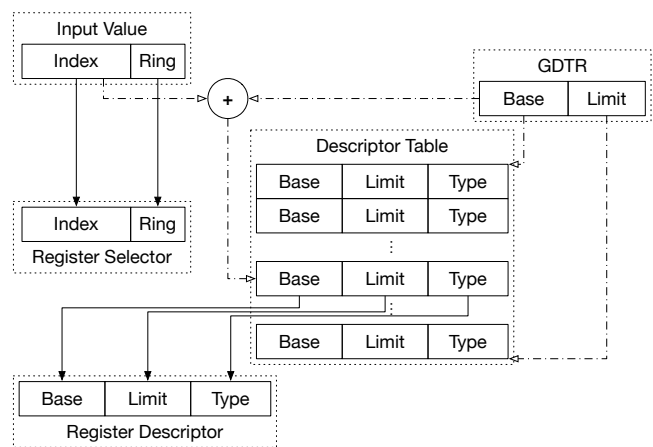 Input Value
Index Ring
GDTR
Base Limit
+
Descriptor Table
Base Limit Type
Base Limit Type
⋮
Index Ring
Register Selector
Base Limit Type
⋮
Base Limit Type
Base Limit Type
Register Descriptor